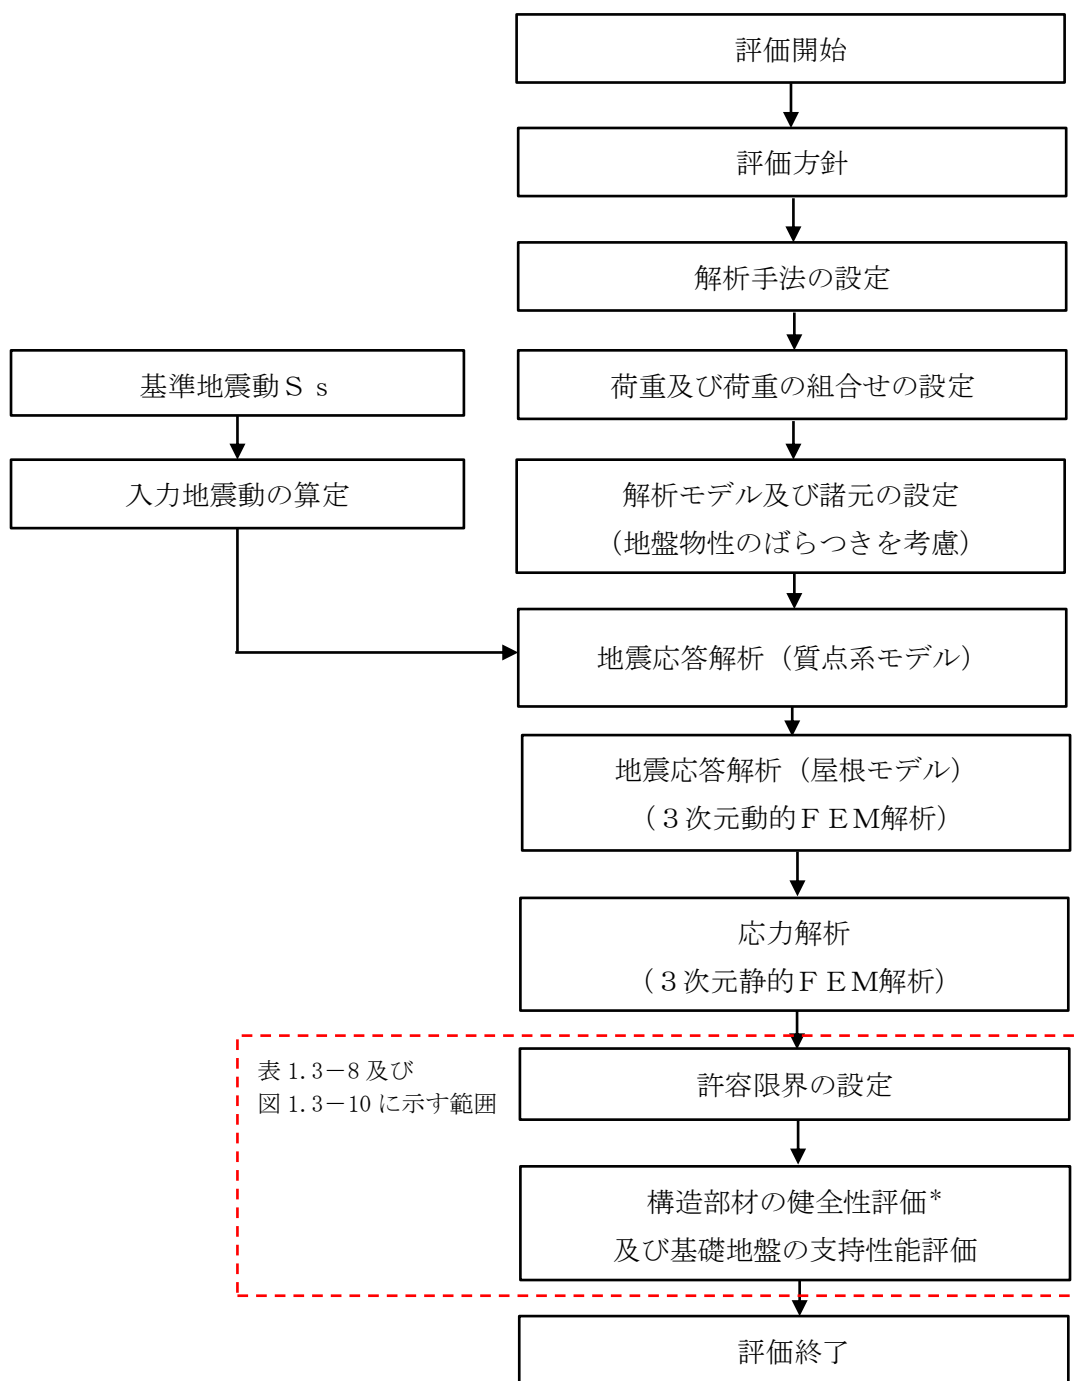 評価開始
評価方針
解析手法の設定
荷重及び荷重の組合せの設定
基準地震動Ｓｓ
入力地震動の算定
解析モデル及び諸元の設定
（地盤物性のばらつきを考慮）
地震応答解析（質点系モデル）
地震応答解析（屋根モデル）
（３次元動的ＦＥＭ解析）
応力解析
（３次元静的ＦＥＭ解析）
表 1.3－8 及び
図 1.3－10 に示す範囲
許容限界の設定
構造部材の健全性評価*
及び基礎地盤の支持性能評価
評価終了